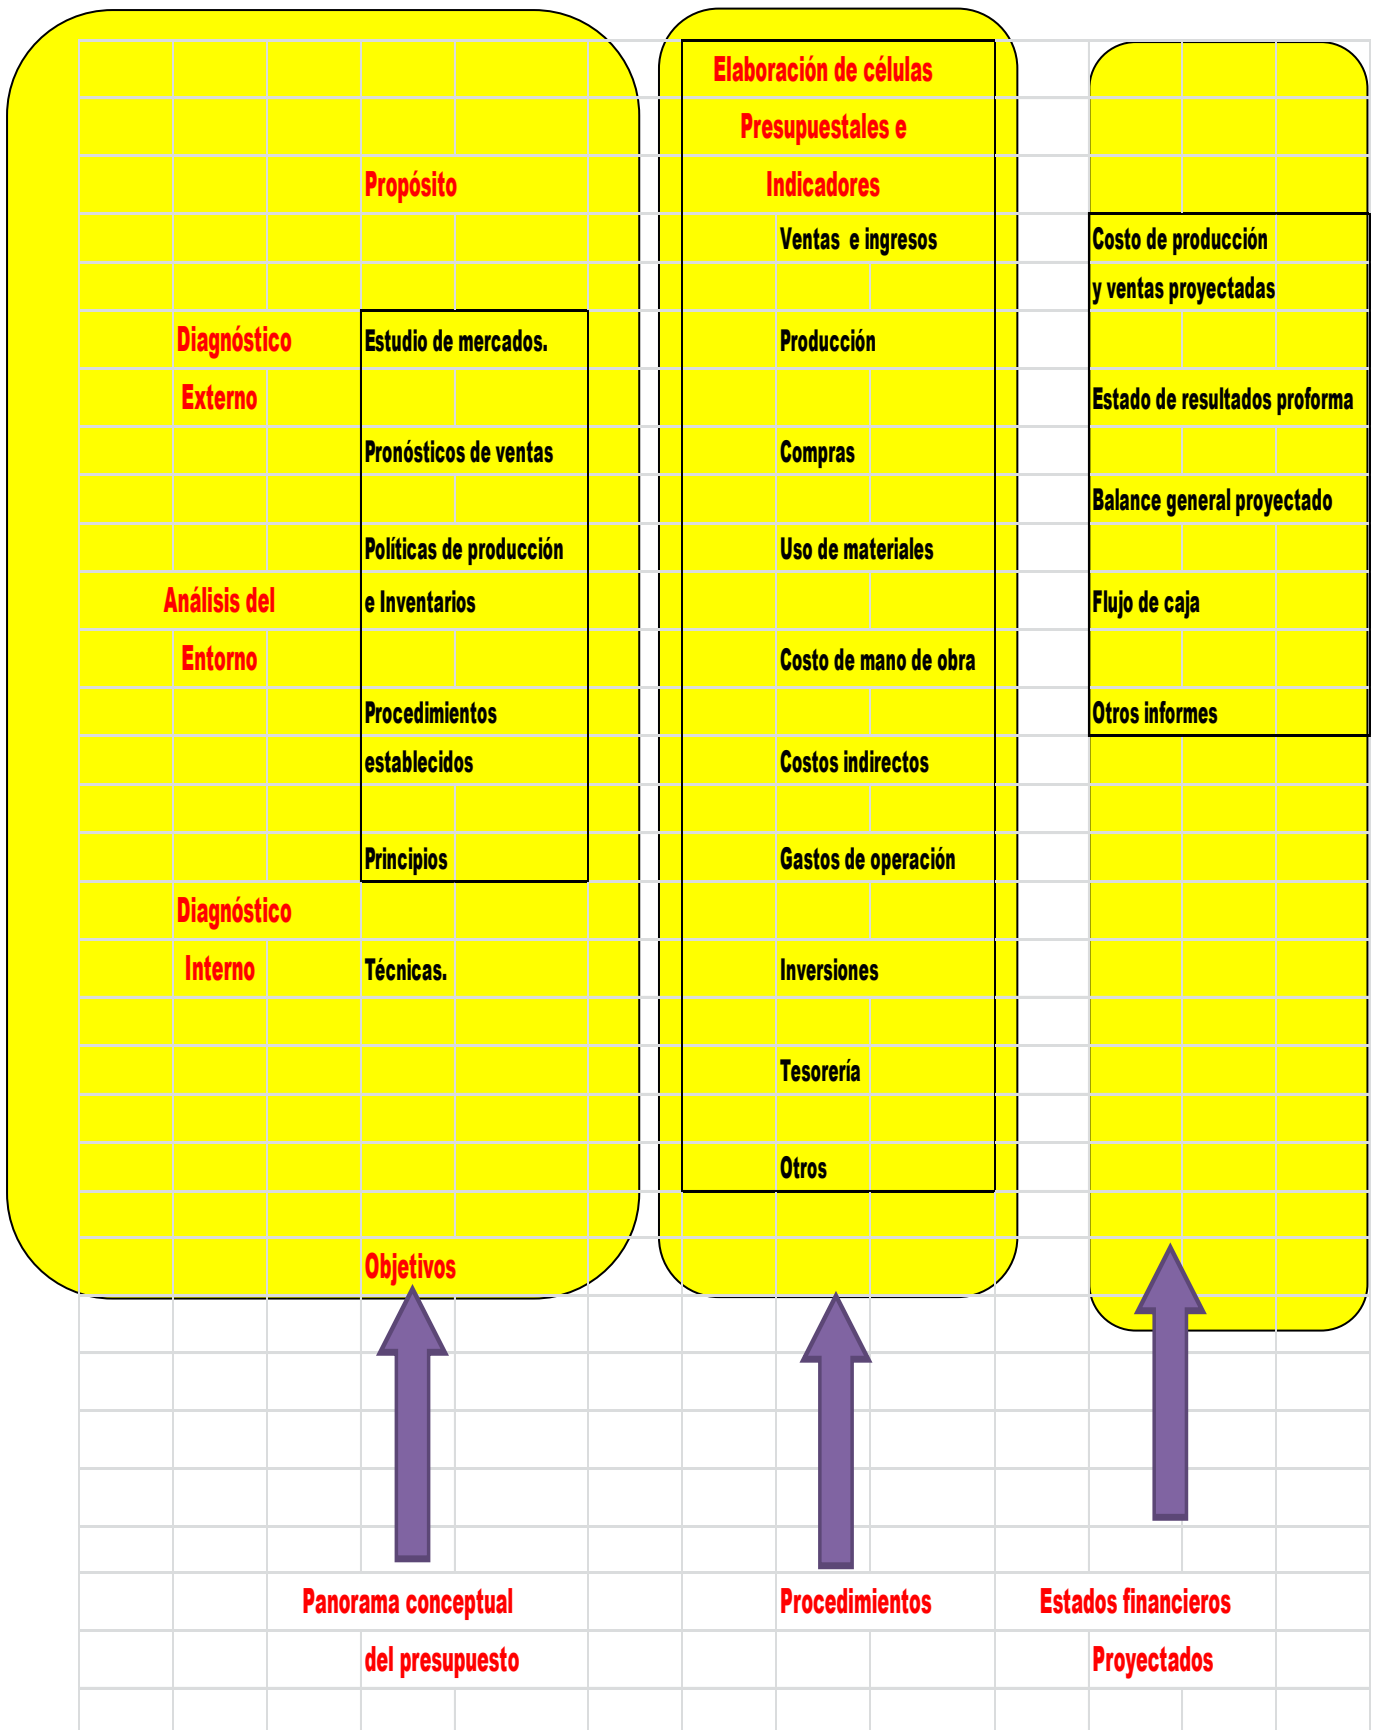 Propósito
Diagnóstico
Externo
Análisis del
Entorno
Diagnóstico
Interno
Estudio de mercados.
Pronósticos de ventas
Políticas de producción
e Inventarios
Procedimientos
establecidos
Principios
Técnicas.
Objetivos
Elaboración de células
Presupuestales e
Indicadores
Ventas e ingresos
Producción
Compras
Uso de materiales
Costo de mano de obra
Costos indirectos
Gastos de operación
Inversiones
Tesorería
Otros
Costo de producción
y ventas proyectadas
Estado de resultados proforma
Balance general proyectado
Flujo de caja
Otros informes
Panorama conceptual
del presupuesto
Procedimientos
Estados financieros
Proyectados